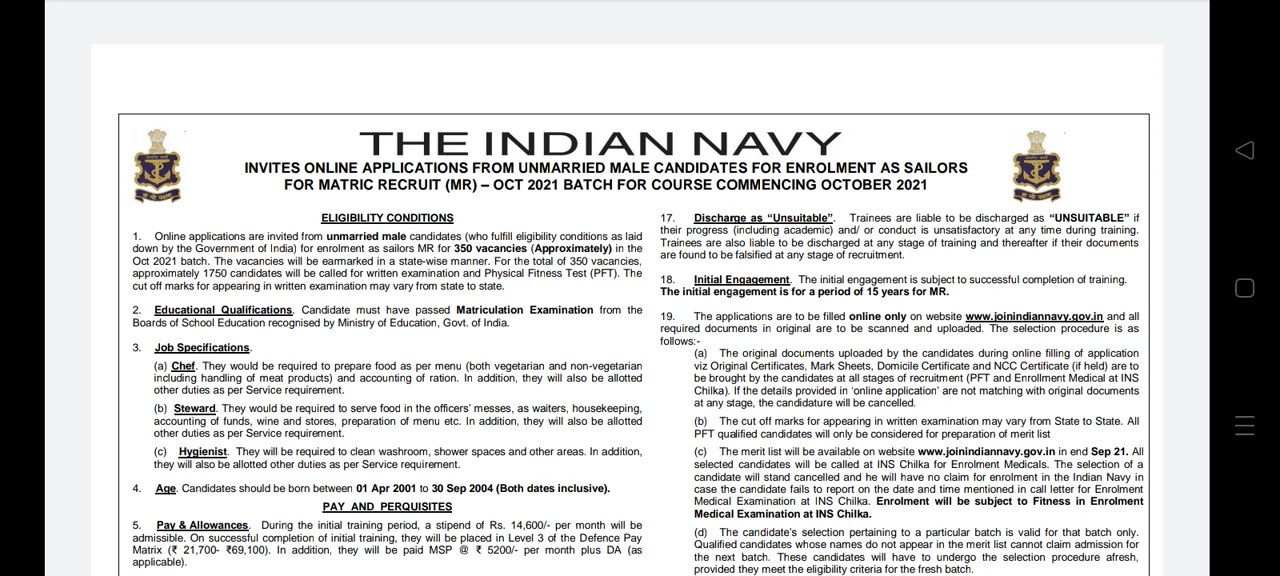 THE INDIAN NAVY
INVITES ONLINE APPLICATIONS FROM UNMARRIED MALE CANDIDATES FOR ENROLMENT AS SAILORS
FOR MATRIC RECRUIT (MR) – OCT 2021 BATCH FOR COURSE COMMENCING OCTOBER 2021
ELIGIBILITY CONDITIONS
1. Online applications are invited from unmarried male candidates (who fulfill eligibility conditions as laid
down by the Government of India) for enrolment as sailors MR for 350 vacancies (Approximately) in the
Oct 2021 batch. The vacancies will be earmarked in a state-wise manner. For the total of 350 vacancies,
approximately 1750 candidates will be called for written examination and Physical Fitness Test (PFT). The
cut off marks for appearing in written examination may vary from state to state.
2. Educational Qualifications. Candidate must have passed Matriculation Examination from the
Boards of School Education recognised by Ministry of Education, Govt. of India.
3. Job Specifications.
(a) Chef. They would be required to prepare food as per menu (both vegetarian and non-vegetarian
including handling of meat products) and accounting of ration. In addition, they will also be allotted
other duties as per Service requirement.
(b) Steward. They would be required to serve food in the officers' messes, as waiters, housekeeping,
accounting of funds, wine and stores, preparation of menu etc. In addition, they will also be allotted
other duties as per Service requirement.
(c) Hygienist. They will be required to clean washroom, shower spaces and other areas. In addition,
they will also be allotted other duties as per Service requirement.
4. Age. Candidates should be born between 01 Apr 2001 to 30 Sep 2004 (Both dates inclusive).
PAY AND PERQUISITES
5. Pay & Allowances. During the initial training period, a stipend of Rs. 14,600/- per month will be
admissible. On successful completion of initial training, they will be placed in Level 3 of the Defence Pay
Matrix (₹ 21,700- ₹69,100). In addition, they will be paid MSP @ ₹ 5200/- per month plus DA (as
applicable).
17. Discharge as “Unsuitable”. Trainees are liable to be discharged as “UNSUITABLE” if
their progress (including academic) and/ or conduct is unsatisfactory at any time during training.
Trainees are also liable to be discharged at any stage of training and thereafter if their documents
are found to be falsified at any stage of recruitment.
18. Initial Engagement. The initial engagement is subject to successful completion of training.
The initial engagement is for a period of 15 years for MR.
19. The applications are to be filled online only on website www.joinindiannavy.gov.in and all
required documents in original are to be scanned and uploaded. The selection procedure is as
follows:-
(a) The original documents uploaded by the candidates during online filling of application
viz Original Certificates, Mark Sheets, Domicile Certificate and NCC Certificate (if held) are to
be brought by the candidates at all stages of recruitment (PFT and Enrollment Medical at INS
Chilka). If the details provided in 'online application' are not matching with original documents
at any stage, the candidature will be cancelled.
(b) The cut off marks for appearing in written examination may vary from State to State. All
PFT qualified candidates will only be considered for preparation of merit list
(c) The merit list will be available on website www.joinindiannavy.gov.in in end Sep 21. All
selected candidates will be called at INS Chilka for Enrolment Medicals. The selection of a
candidate will stand cancelled and he will have no claim for enrolment in the Indian Navy in
case the candidate fails to report on the date and time mentioned in call letter for Enrolment
Medical Examination at INS Chilka. Enrolment will be subject to Fitness in Enrolment
Medical Examination at INS Chilka.
(d) The candidate's selection pertaining to a particular batch is valid for that batch only.
Qualified candidates whose names do not appear in the merit list cannot claim admission for
the next batch. These candidates will have to undergo the selection procedure afresh,
provided they meet the eligibility criteria for the fresh batch.